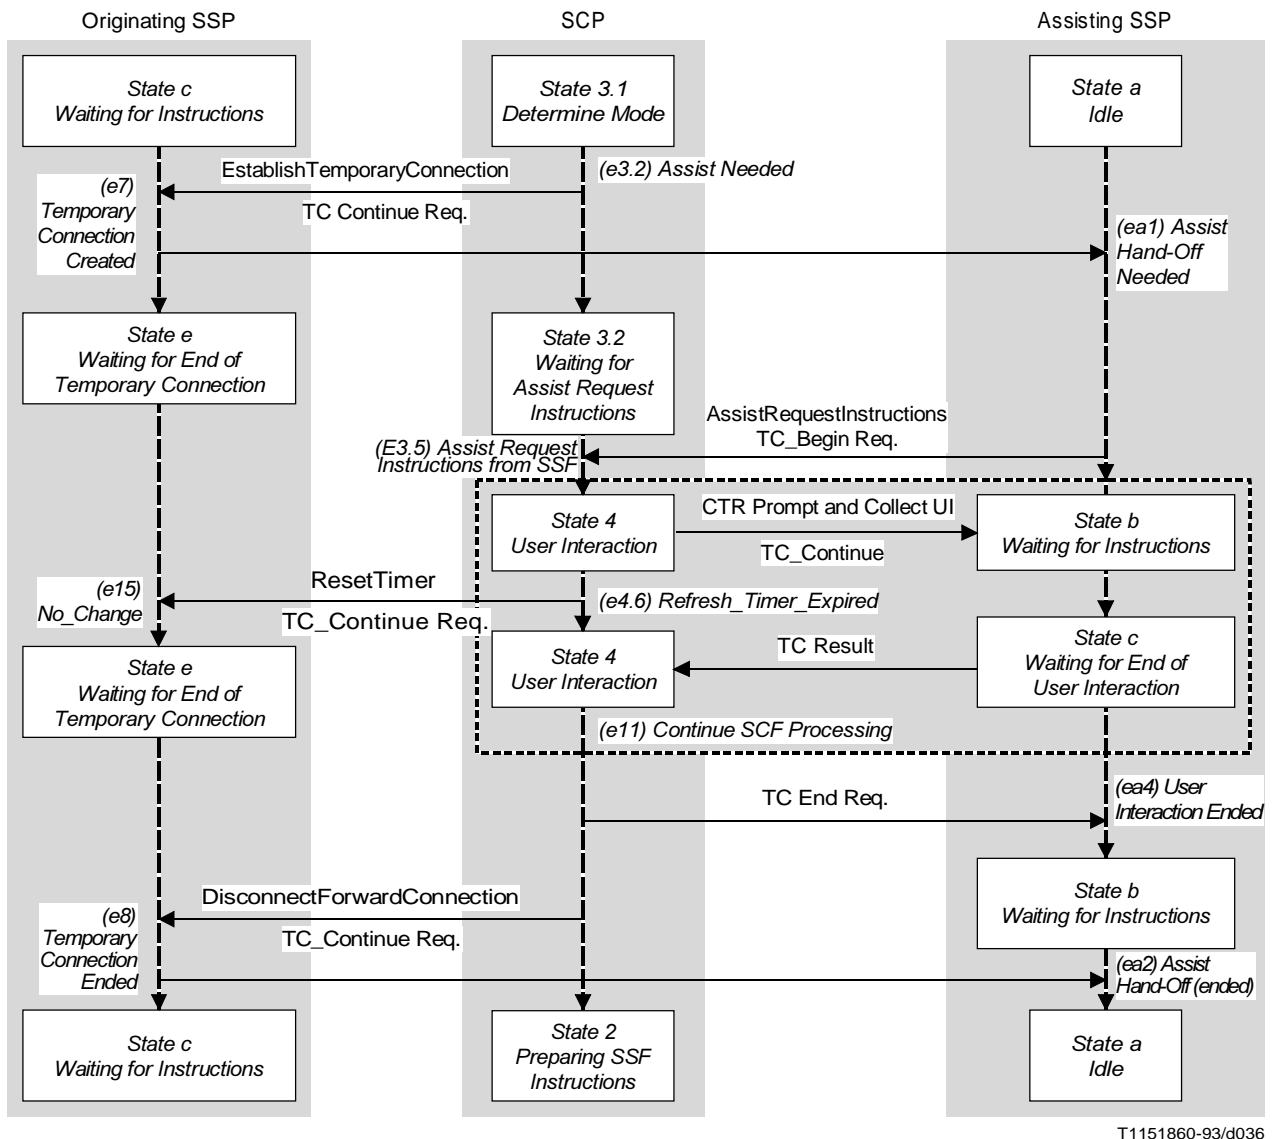 Originating SSP
SCP
Assisting SSP
State c
Waiting for Instructions
State 3.1
Determine Mode
State a
Idle
EstablishTemporaryConnection
(e3.2) Assist Needed
TC Continue Req.
(e7)
Temporary
Connection
Created
(ea1) Assist
Hand-Off
Needed
State e
Waiting for End of
Temporary Connection
State 3.2
Waiting for
Assist Request
Instructions
AssistRequestInstructions
TC_Begin Req.
(E3.5) Assist Request
Instructions from SSF
State 4
User Interaction
CTR Prompt and Collect UI
TC_Continue
State b
Waiting for Instructions
(e15)
No_Change
ResetTimer
TC_Continue Req.
(e4.6) Refresh_Timer_Expired
State e
Waiting for End of
Temporary Connection
State 4
User Interaction
TC Result
State c
Waiting for End of
User Interaction
(e11) Continue SCF Processing
TC End Req.
(ea4) User
Interaction Ended
State b
Waiting for Instructions
DisconnectForwardConnection
TC_Continue Req.
(e8)
Temporary
Connection
Ended
(ea2) Assist
Hand-Off (ended)
State c
Waiting for Instructions
State 2
Preparing SSF
Instructions
State a
Idle
T1151860-93/d036